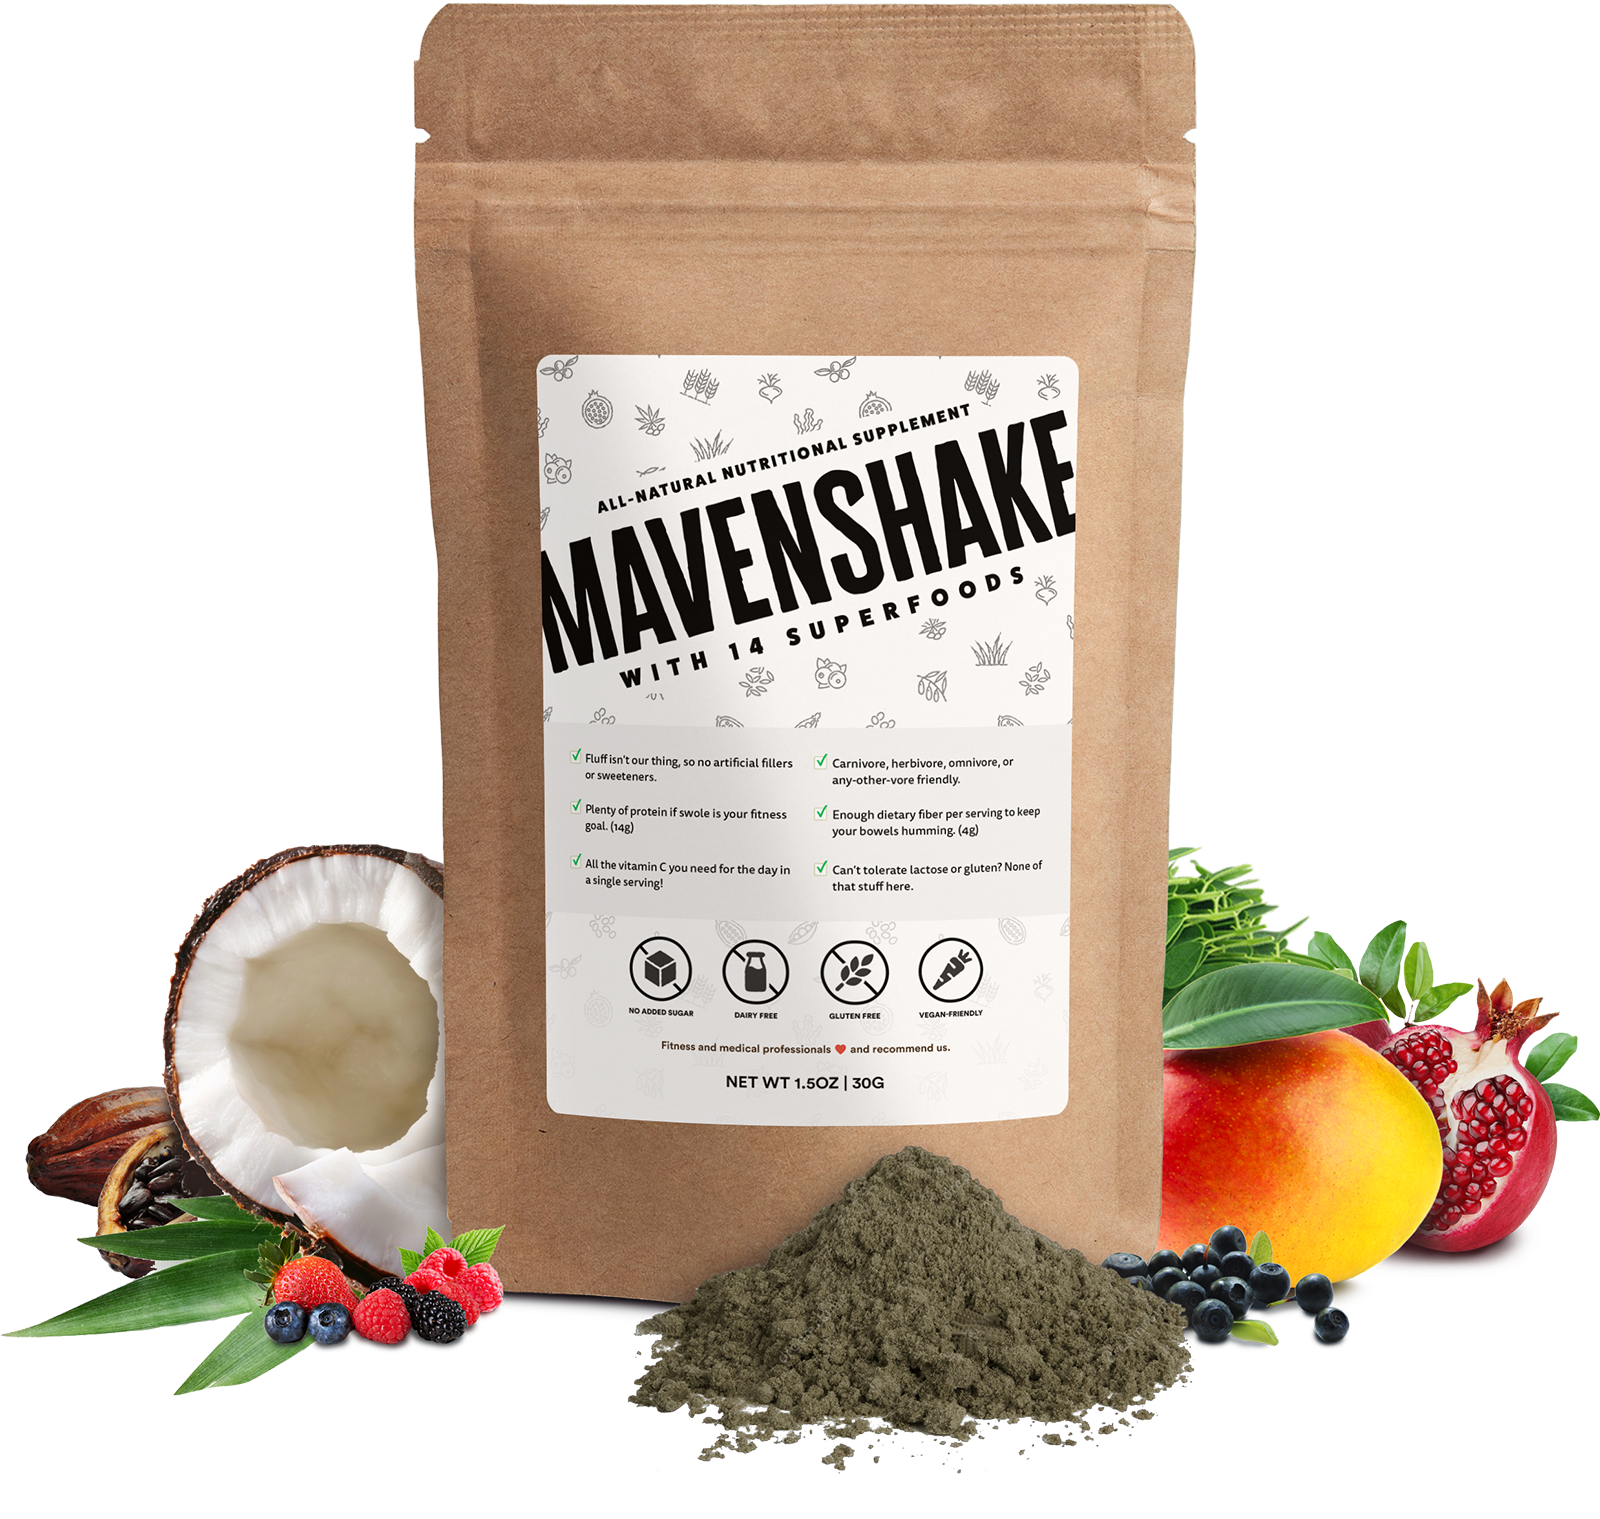 ALL-NATURAL NUTRITIONAL SUPPLEMENT
MAVENSHAKE
WITH 14 SUPERFOODS
Fluff isn't our thing, so no artificial fillers
or sweeteners.
Plenty of protein if swole is your fitness
goal. (14g)
All the vitamin C you need for the day in
a single serving!
Carnivore, herbivore, omnivore, or
any-other-vore friendly.
Enough dietary fiber per serving to keep
your bowels humming. (4g)
Can't tolerate lactose or gluten? None of
that stuff here.
NO ADDED SUGAR
DAIRY FREE
GLUTEN FREE
VEGAN-FRIENDLY
Fitness and medical professionals ❤ and recommend us.
NET WT 1.5OZ | 30G